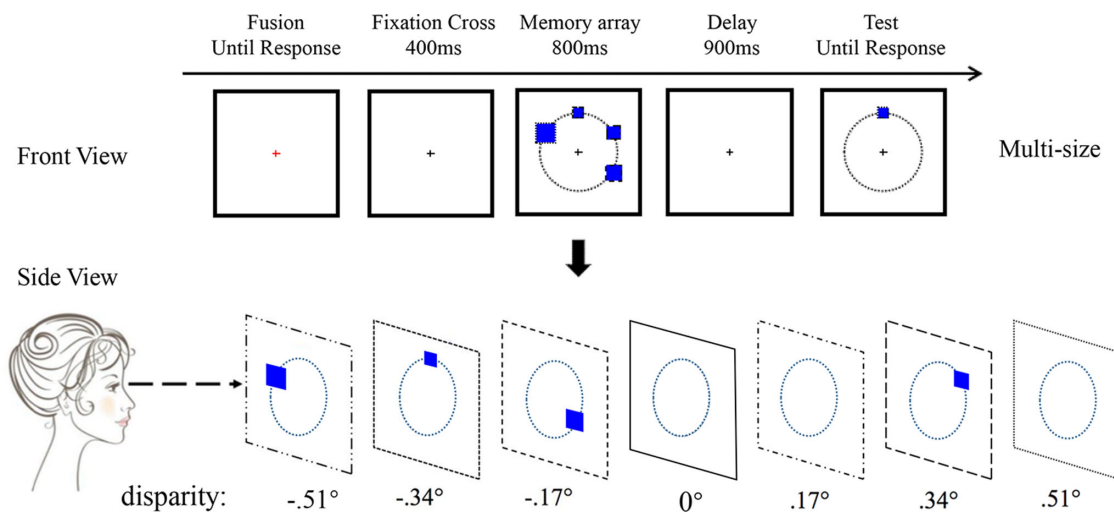 Fusion
Until Response
Fixation Cross
400ms
Memory array
800ms
Delay
900ms
Test
Until Response
Front View
Multi-size
Side View
disparity: -.51° -.34° -.17° 0° .17° .34° .51°